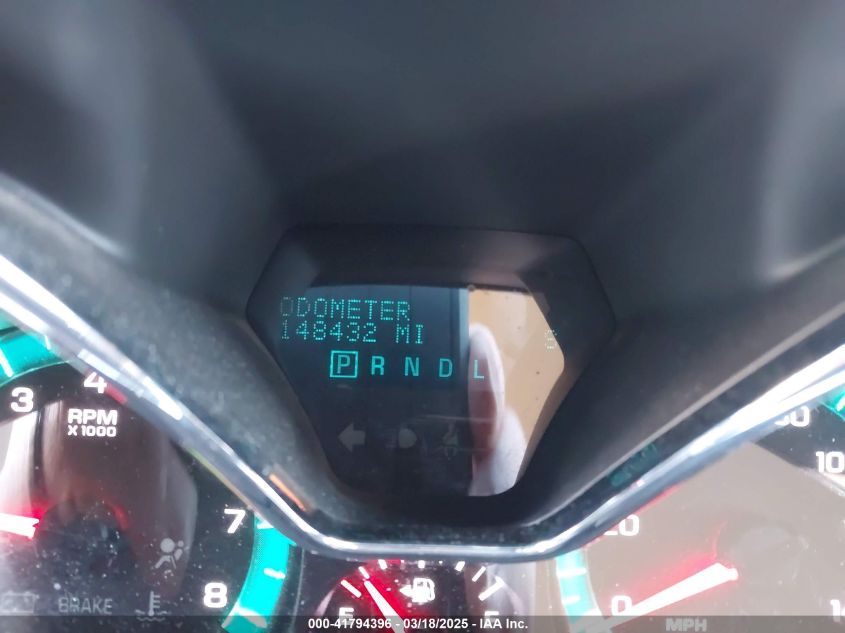 ODOMETER
148432 MI
P R N D L
3 4
RPM
X 1000
7
8
BRAKE
20
0
MPH
000-41794396 - 03/18/2025 - IAA Inc.